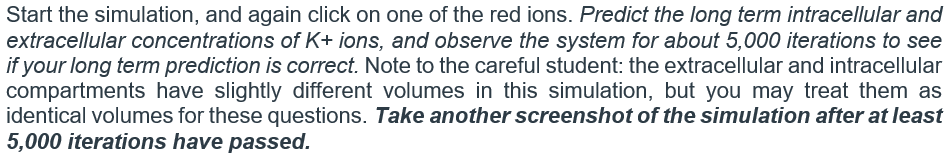 Start the simulation, and again click on one of the red ions. Predict the long term intracellular and
extracellular concentrations of K+ ions, and observe the system for about 5,000 iterations to see
if your long term prediction is correct. Note to the careful student: the extracellular and intracellular
compartments have slightly different volumes in this simulation, but you may treat them as
identical volumes for these questions. Take another screenshot of the simulation after at least
5,000 iterations have passed.